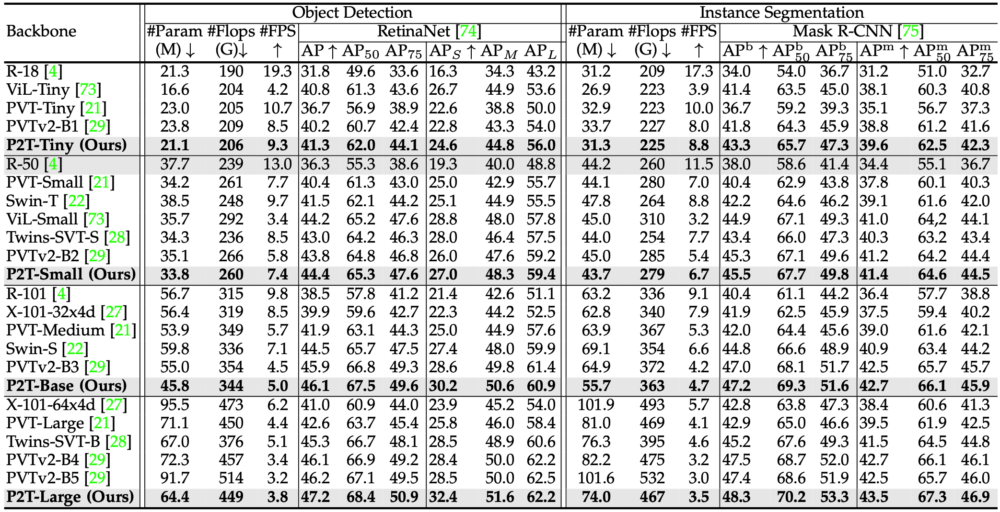 Object Detection Instance Segmentation
Backbone #Param #Flops #FPS RetinaNet [74] #Param #Flops #FPS Mask R-CNN [75]
(M) ↓ (G)↓ ↑ AP ↑ AP50 AP75 APS ↑ APM APL (M) ↓ (G) ↓ ↑ APb ↑ APb50 APb75 APm ↑ APm50 APm75
R-18 [4] 21.3 190 19.3 31.8 49.6 33.6 16.3 34.3 43.2 31.2 209 17.3 34.0 54.0 36.7 31.2 51.0 32.7
ViL-Tiny [73] 16.6 204 4.2 40.8 61.3 43.6 26.7 44.9 53.6 26.9 223 3.9 41.4 63.5 45.0 38.1 60.3 40.8
PVT-Tiny [21] 23.0 205 10.7 36.7 56.9 38.9 22.6 38.8 50.0 32.9 223 10.0 36.7 59.2 39.3 35.1 56.7 37.3
PVTv2-B1 [29] 23.8 209 8.5 40.2 60.7 42.4 22.8 43.3 54.0 33.7 227 8.0 41.8 64.3 45.9 38.8 61.2 41.6
P2T-Tiny (Ours) 21.1 206 9.3 41.3 62.0 44.1 24.6 44.8 56.0 31.3 225 8.8 43.3 65.7 47.3 39.6 62.5 42.3
R-50 [4] 37.7 239 13.0 36.3 55.3 38.6 19.3 40.0 48.8 44.2 260 11.5 38.0 58.6 41.4 34.4 55.1 36.7
PVT-Small [21] 34.2 261 7.7 40.4 61.3 43.0 25.0 42.9 55.7 44.1 280 7.0 40.4 62.9 43.8 37.8 60.1 40.3
Swin-T [22] 38.5 248 9.7 41.5 62.1 44.2 25.1 44.9 55.5 47.8 264 8.8 42.2 64.6 46.2 39.1 61.6 42.0
ViL-Small [73] 35.7 292 3.4 44.2 65.2 47.6 28.8 48.0 57.8 45.0 310 3.2 44.9 67.1 49.3 41.0 64,2 44.1
Twins-SVT-S [28] 34.3 236 8.5 43.0 64.2 46.3 28.0 46.4 57.5 44.0 254 7.7 43.4 66.0 47.3 40.3 63.2 43.4
PVTv2-B2 [29] 35.1 266 5.8 43.8 64.8 46.8 26.0 47.6 59.2 45.0 285 5.4 45.3 67.1 49.6 41.2 64.2 44.4
P2T-Small (Ours) 33.8 260 7.4 44.4 65.3 47.6 27.0 48.3 59.4 43.7 279 6.7 45.5 67.7 49.8 41.4 64.6 44.5
R-101 [4] 56.7 315 9.8 38.5 57.8 41.2 21.4 42.6 51.1 63.2 336 9.1 40.4 61.1 44.2 36.4 57.7 38.8
X-101-32x4d [27] 56.4 319 8.5 39.9 59.6 42.7 22.3 44.2 52.5 62.8 340 7.9 41.9 62.5 45.9 37.5 59.4 40.2
PVT-Medium [21] 53.9 349 5.7 41.9 63.1 44.3 25.0 44.9 57.6 63.9 367 5.3 42.0 64.4 45.6 39.0 61.6 42.1
Swin-S [22] 59.8 336 7.1 44.5 65.7 47.5 27.4 48.0 59.9 69.1 354 6.6 44.8 66.6 48.9 40.9 63.4 44.2
PVTv2-B3 [29] 55.0 354 4.5 45.9 66.8 49.3 28.6 49.8 61.4 64.9 372 4.2 47.0 68.1 51.7 42.5 65.7 45.7
P2T-Base (Ours) 45.8 344 5.0 46.1 67.5 49.6 30.2 50.6 60.9 55.7 363 4.7 47.2 69.3 51.6 42.7 66.1 45.9
X-101-64x4d [27] 95.5 473 6.2 41.0 60.9 44.0 23.9 45.2 54.0 101.9 493 5.7 42.8 63.8 47.3 38.4 60.6 41.3
PVT-Large [21] 71.1 450 4.4 42.6 63.7 45.4 25.8 46.0 58.4 81.0 469 4.1 42.9 65.0 46.6 39.5 61.9 42.5
Twins-SVT-B [28] 67.0 376 5.1 45.3 66.7 48.1 28.5 48.9 60.6 76.3 395 4.6 45.2 67.6 49.3 41.5 64.5 44.8
PVTv2-B4 [29] 72.3 457 3.4 46.1 66.9 49.2 28.4 50.0 62.2 82.2 475 3.2 47.5 68.7 52.0 42.7 66.1 46.1
PVTv2-B5 [29] 91.7 514 3.2 46.2 67.1 49.5 28.5 50.0 62.5 101.6 532 3.0 47.4 68.6 51.9 42.5 65.7 46.0
P2T-Large (Ours) 64.4 449 3.8 47.2 68.4 50.9 32.4 51.6 62.2 74.0 467 3.5 48.3 70.2 53.3 43.5 67.3 46.9